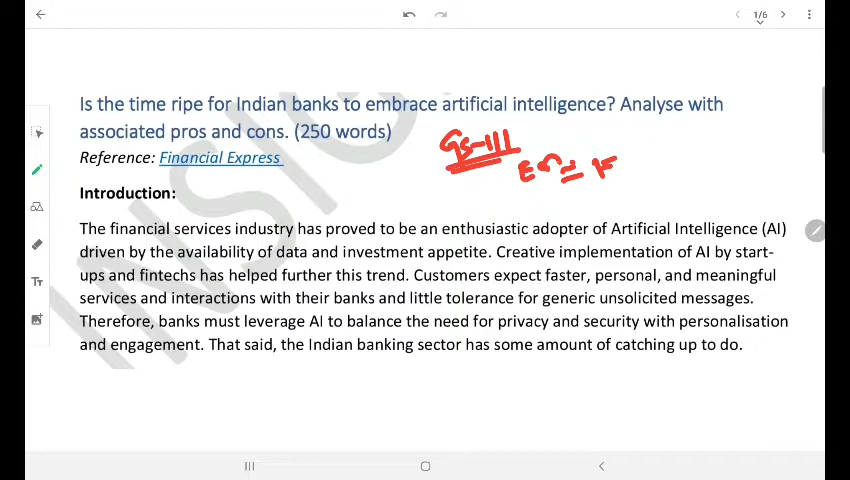 1/6
Is the time ripe for Indian banks to embrace artificial intelligence? Analyse with
associated pros and cons. (250 words)
GS-III
Reference: Financial Express
Introduction:
The financial services industry has proved to be an enthusiastic adopter of Artificial Intelligence (AI)
driven by the availability of data and investment appetite. Creative implementation of AI by start-
ups and fintechs has helped further this trend. Customers expect faster, personal, and meaningful
services and interactions with their banks and little tolerance for generic unsolicited messages.
Therefore, banks must leverage AI to balance the need for privacy and security with personalisation
and engagement. That said, the Indian banking sector has some amount of catching up to do.
INSIG
TT